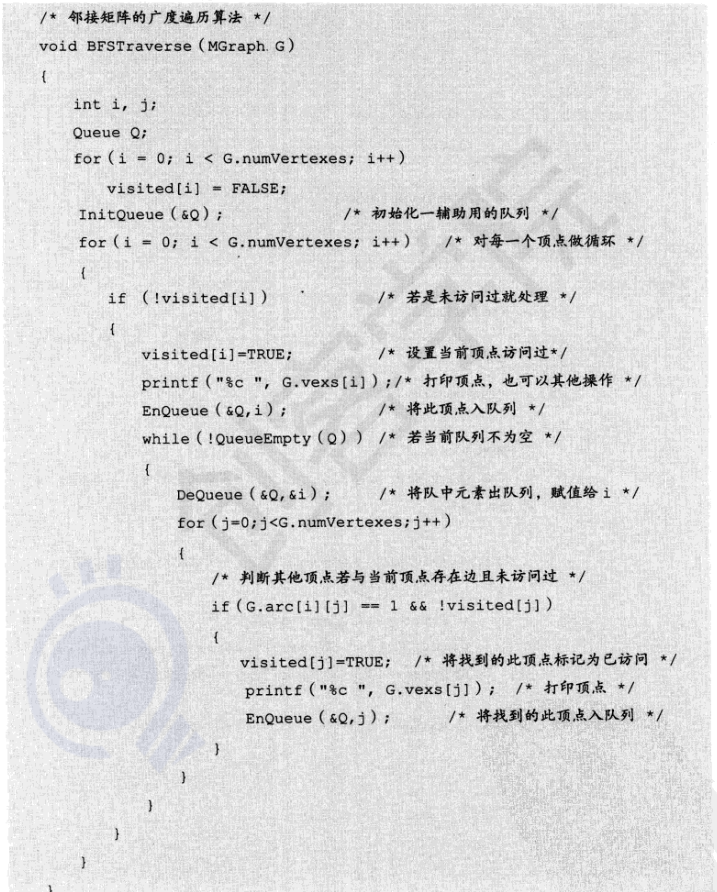 /* 邻接矩阵的广度遍历算法 */
void BFSTraverse(MGraph G)
{
int i, j;
Queue Q;
for(i = 0; i < G.numVertexes; i++)
visited[i] = FALSE;
InitQueue(&Q); /* 初始化一辅助用的队列 */
for(i = 0; i < G.numVertexes; i++) /* 对每一个顶点做循环 */
{
if (!visited[i]) /* 若是未访问过就处理 */
{
visited[i]=TRUE; /* 设置当前顶点访问过*/
printf("%c ", G.vexs[i]);/* 打印顶点，也可以其他操作 */
EnQueue(&Q,i); /* 将此顶点入队列 */
while(!QueueEmpty(Q)) /* 若当前队列不为空 */
{
DeQueue(&Q,&i); /* 将队中元素出队列，赋值给i */
for(j=0;j<G.numVertexes;j++)
{
/* 判断其他顶点若与当前顶点存在边且未访问过 */
if(G.arc[i][j] == 1 && !visited[j])
{
visited[j]=TRUE; /* 将找到的此顶点标记为已访问 */
printf("%c ", G.vexs[j]); /* 打印顶点 */
EnQueue(&Q,j); /* 将找到的此顶点入队列 */
}
}
}
}
}
}